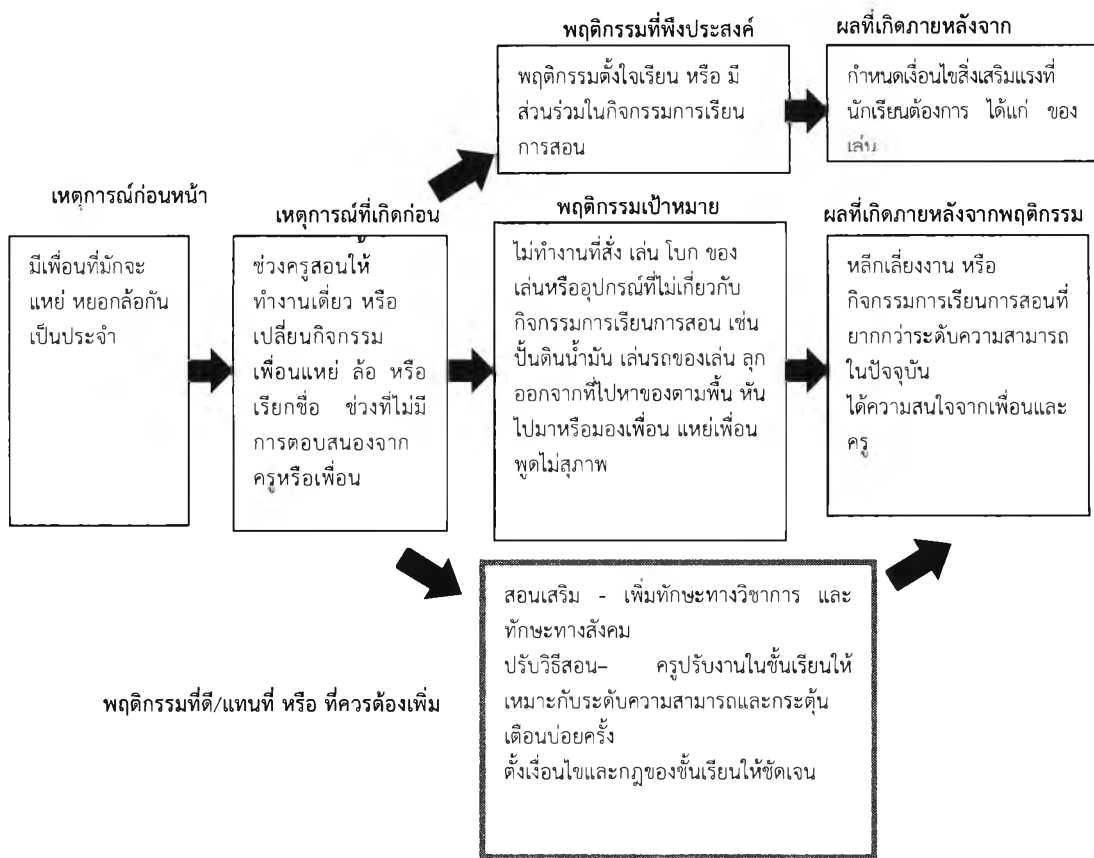 พฤติกรรมที่พึงประสงค์
พฤติกรรมตั้งใจเรียน หรือ มี
ส่วนร่วมในกิจกรรมการเรียน
การสอน
ผลที่เกิดภายหลังจาก
กำหนดเงื่อนไขสิ่งเสริมแรงที่
นักเรียนต้องการ ได้แก่ ของ
เล่น
เหตุการณ์ก่อนหน้า
มีเพื่อนที่มักจะ
แหย่ หยอกล้อกัน
เป็นประจำ
เหตุการณ์ที่เกิดก่อน
ช่วงครูสอนให้
ทำงานเดี่ยว หรือ
เปลี่ยนกิจกรรม
เพื่อนแหย่ ล้อ หรือ
เรียกชื่อ ช่วงที่ไม่มี
การตอบสนองจาก
ครูหรือเพื่อน
พฤติกรรมเป้าหมาย
ไม่ทำงานที่สั่ง เล่น โบก ของ
เล่นหรืออุปกรณ์ที่ไม่เกี่ยวกับ
กิจกรรมการเรียนการสอน เช่น
ปั้นดินน้ำมัน เล่นรถของเล่น ลุก
ออกจากที่ไปหาของตามพื้น หัน
ไปมาหรือมองเพื่อน แหย่เพื่อน
พูดไม่สุภาพ
ผลที่เกิดภายหลังจากพฤติกรรม
หลีกเลี่ยงงาน หรือ
กิจกรรมการเรียนการสอนที่
ยากกว่าระดับความสามารถ
ในปัจจุบัน
ได้ความสนใจจากเพื่อนและ
ครู
พฤติกรรมที่ดี/แทนที่ หรือ ที่ควรต้องเพิ่ม
สอนเสริม - เพิ่มทักษะทางวิชาการ และ
ทักษะทางสังคม
ปรับวิธีสอน– ครูปรับงานในชั้นเรียนให้
เหมาะกับระดับความสามารถและกระตุ้น
เตือนบ่อยครั้ง
ตั้งเงื่อนไขและกฎของชั้นเรียนให้ชัดเจน